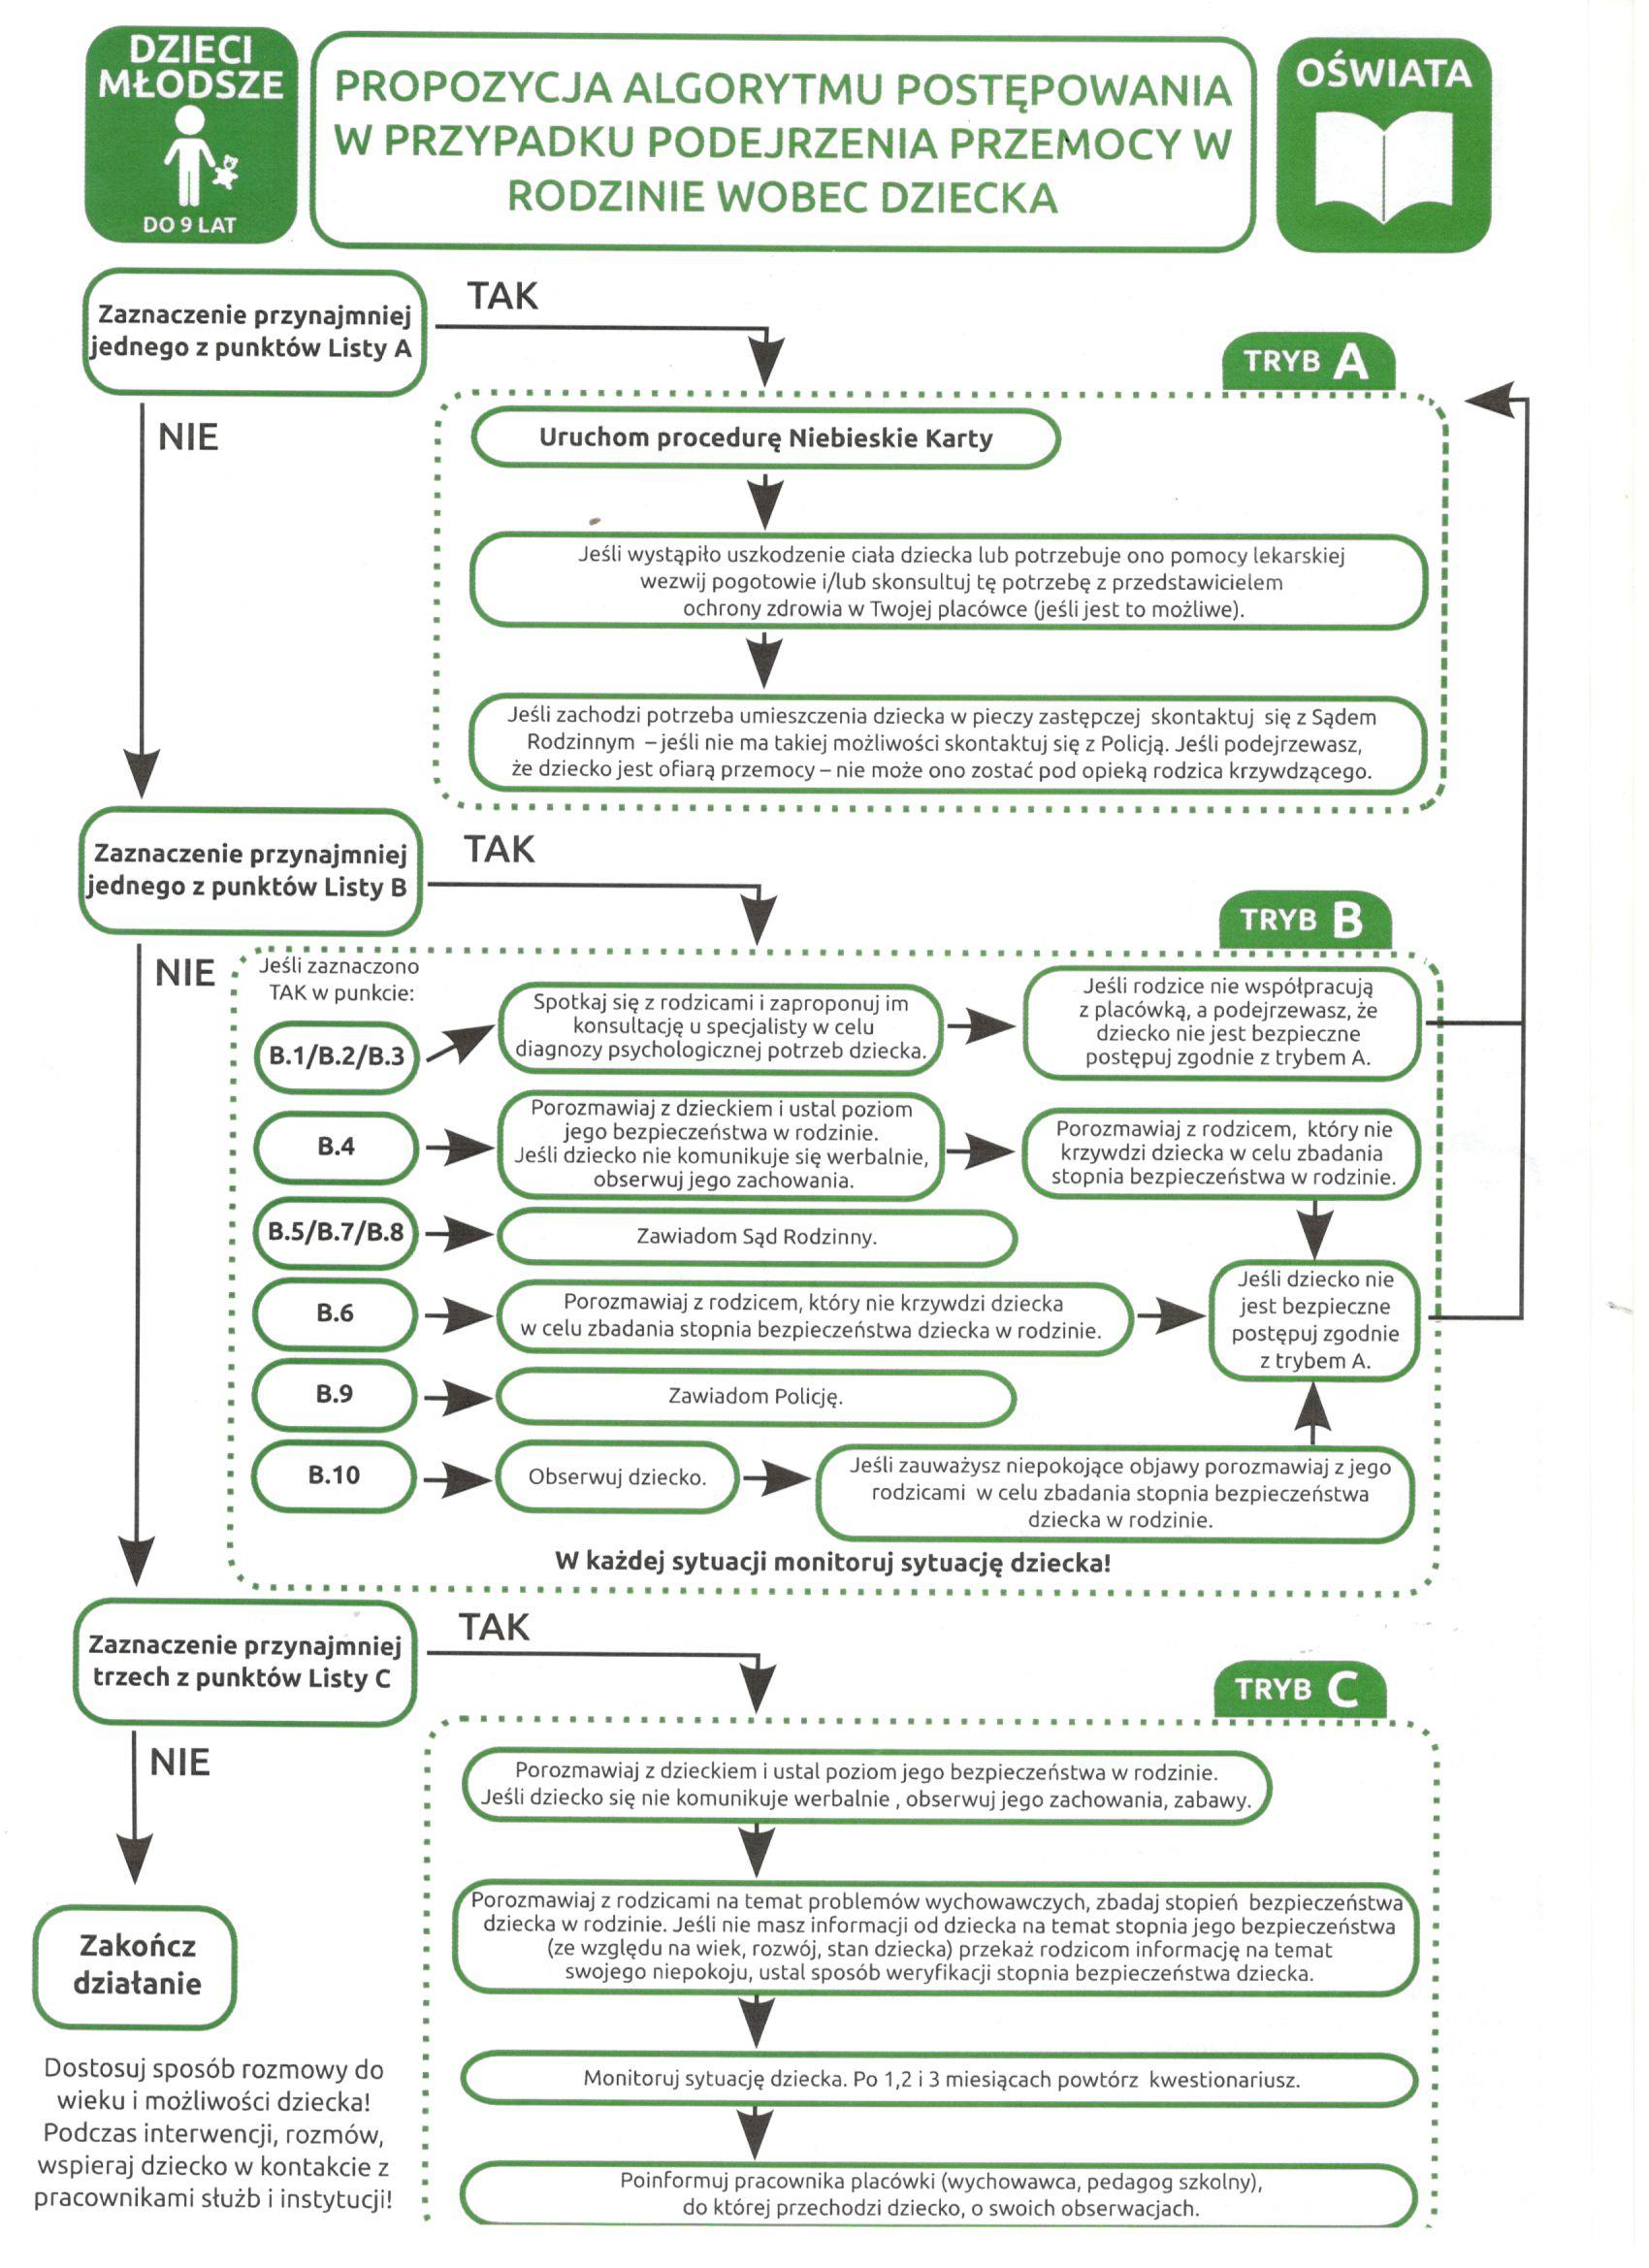 DZIECI
MŁODSZE
DO 9 LAT
PROPOZYCJA ALGORYTMU POSTĘPOWANIA
W PRZYPADKU PODEJRZENIA PRZEMOCY W
RODZINIE WOBEC DZIECKA
OŚWIATA
Zaznaczenie przynajmniej
jednego z punktów Listy A
TAK
NIE
TRYB A
Uruchom procedurę Niebieskie Karty
Jeśli wystąpiło uszkodzenie ciała dziecka lub potrzebuje ono pomocy lekarskiej
wezwij pogotowie i/lub skonsultuj tę potrzebę z przedstawicielem
ochrony zdrowia w Twojej placówce (jeśli jest to możliwe).
Jeśli zachodzi potrzeba umieszczenia dziecka w pieczy zastępczej skontaktuj się z Sądem
Rodzinnym – jeśli nie ma takiej możliwości skontaktuj się z Policją. Jeśli podejrzewasz,
że dziecko jest ofiarą przemocy – nie może ono zostać pod opieką rodzica krzywdzącego.
Zaznaczenie przynajmniej
jednego z punktów Listy B
TAK
NIE
TRYB B
Jeśli zaznaczono
TAK w punkcie:
B.1/B.2/B.3
Spotkaj się z rodzicami i zaproponuj im
konsultację u specjalisty w celu
diagnozy psychologicznej potrzeb dziecka.
Jeśli rodzice nie współpracują
z placówką, a podejrzewasz, że
dziecko nie jest bezpieczne
postępuj zgodnie z trybem A.
B.4
Porozmawiaj z dzieckiem i ustal poziom
jego bezpieczeństwa w rodzinie.
Jeśli dziecko nie komunikuje się werbalnie,
obserwuj jego zachowania.
Porozmawiaj z rodzicem, który nie
krzywdzi dziecka w celu zbadania
stopnia bezpieczeństwa w rodzinie.
B.5/B.7/B.8
Zawiadom Sąd Rodzinny.
B.6
Porozmawiaj z rodzicem, który nie krzywdzi dziecka
w celu zbadania stopnia bezpieczeństwa dziecka w rodzinie.
Jeśli dziecko nie
jest bezpieczne
postępuj zgodnie
z trybem A.
B.9
Zawiadom Policję.
B.10
Obserwuj dziecko.
Jeśli zauważysz niepokojące objawy porozmawiaj z jego
rodzicami w celu zbadania stopnia bezpieczeństwa
dziecka w rodzinie.
W każdej sytuacji monitoruj sytuację dziecka!
Zaznaczenie przynajmniej
trzech z punktów Listy C
TAK
NIE
TRYB C
Porozmawiaj z dzieckiem i ustal poziom jego bezpieczeństwa w rodzinie.
Jeśli dziecko się nie komunikuje werbalnie , obserwuj jego zachowania, zabawy.
Porozmawiaj z rodzicami na temat problemów wychowawczych, zbadaj stopień bezpieczeństwa
dziecka w rodzinie. Jeśli nie masz informacji od dziecka na temat stopnia jego bezpieczeństwa
(ze względu na wiek, rozwój, stan dziecka) przekaż rodzicom informację na temat
swojego niepokoju, ustal sposób weryfikacji stopnia bezpieczeństwa dziecka.
Monitoruj sytuację dziecka. Po 1,2 i 3 miesiącach powtórz kwestionariusz.
Poinformuj pracownika placówki (wychowawca, pedagog szkolny),
do której przechodzi dziecko, o swoich obserwacjach.
Zakończ
działanie
Dostosuj sposób rozmowy do
wieku i możliwości dziecka!
Podczas interwencji, rozmów,
wspieraj dziecko w kontakcie z
pracownikami służb i instytucji!